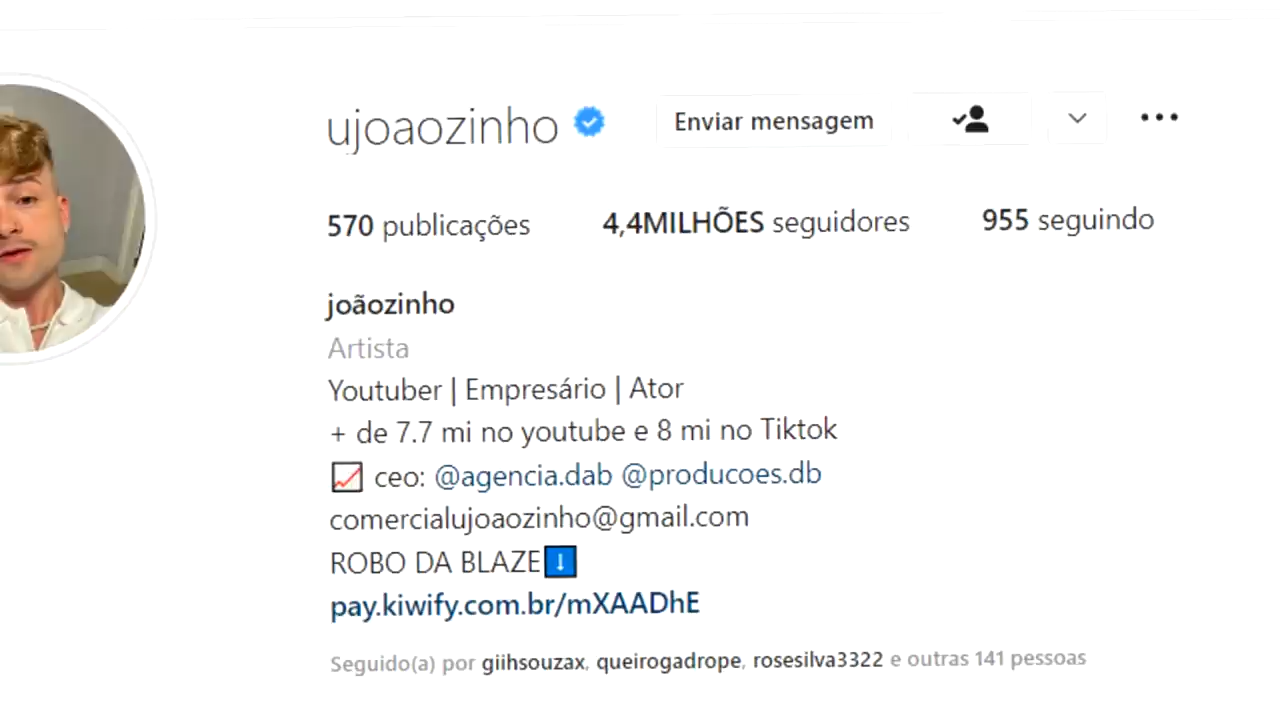 ujoaozinho Enviar mensagem
570 publicações 4,4MILHÕES seguidores 955 seguindo
joãozinho
Artista
Youtuber | Empresário | Ator
+ de 7.7 mi no youtube e 8 mi no Tiktok
📈 ceo: @agencia.dab @producoes.db
comercialujoaozinho@gmail.com
ROBO DA BLAZE⬇️
pay.kiwify.com.br/mXAADhE
Seguido(a) por giihsouzax, queirogadrope, rosesilva3322 e outras 141 pessoas